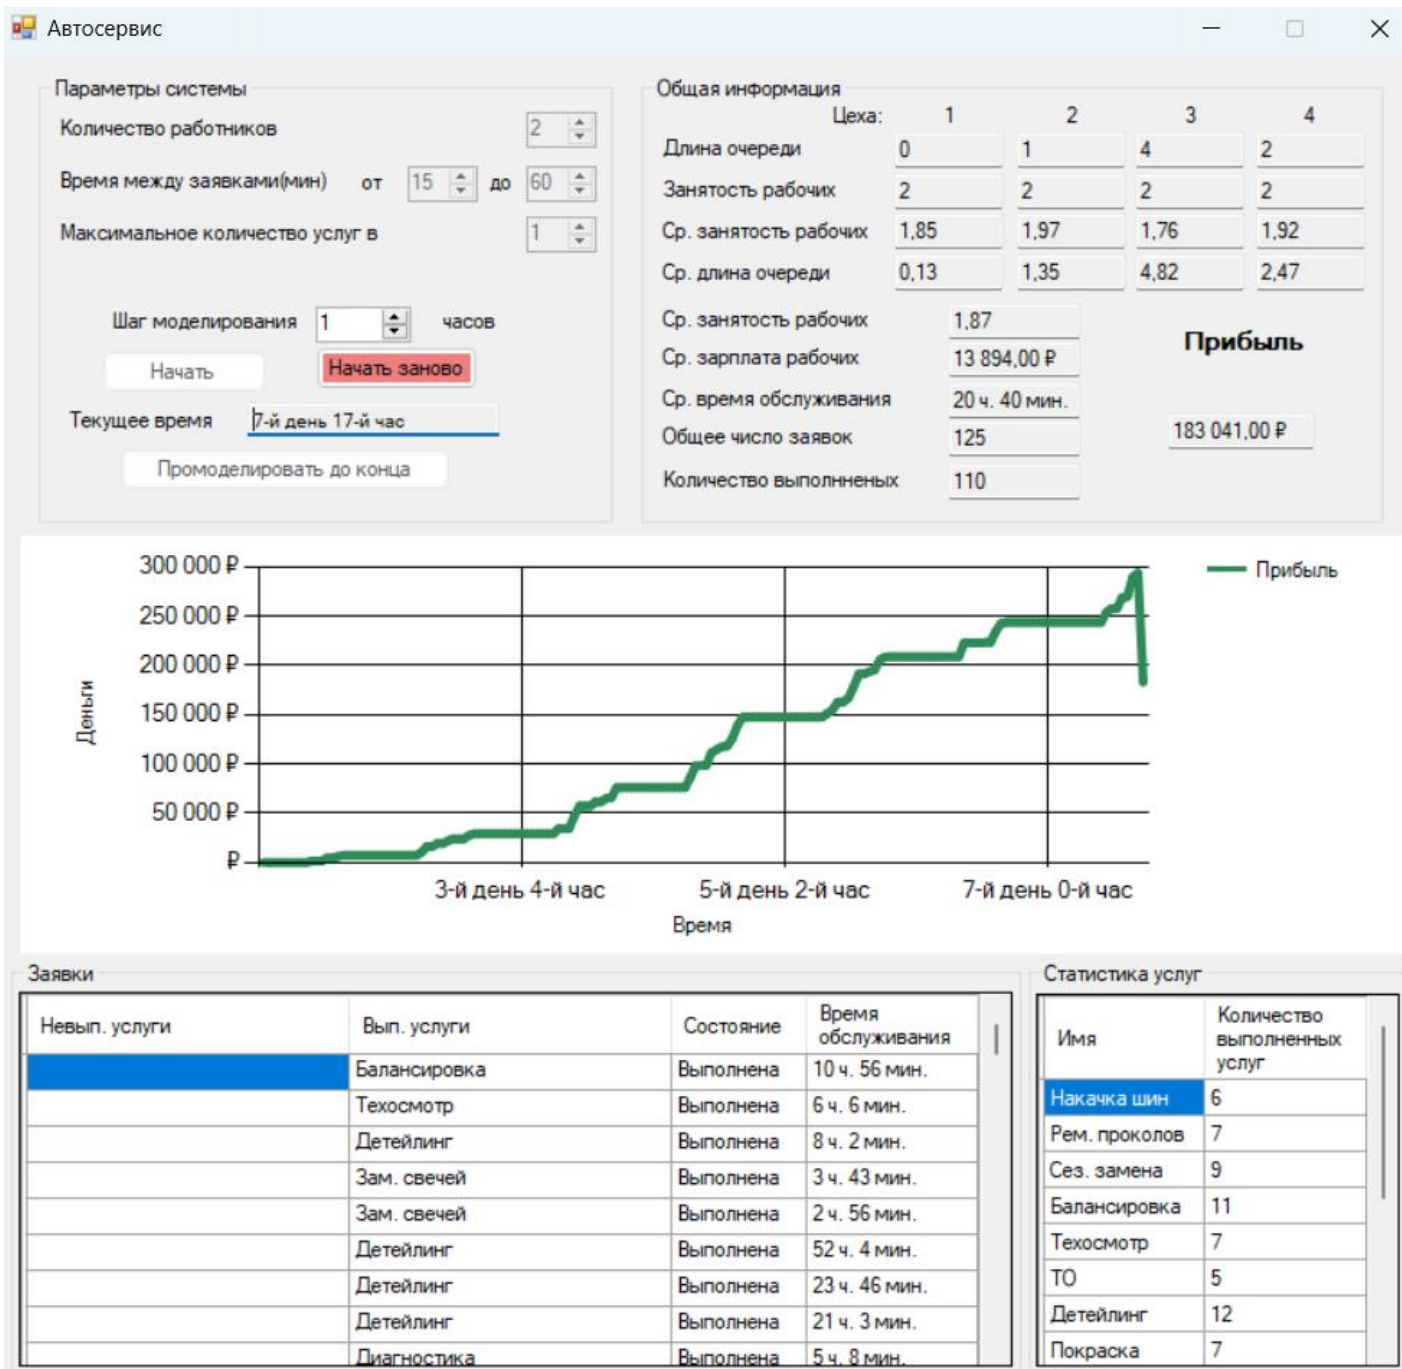 Автосервис
Параметры системы
Количество работников 2
Время между заявками(мин) от 15 до 60
Максимальное количество услуг в 1
Шаг моделирования 1 часов
Начать Начать заново
Текущее время 7-й день 17-й час
Промоделировать до конца
Общая информация
Цеха: 1 2 3 4
Длина очереди 0 1 4 2
Занятость рабочих 2 2 2 2
Ср. занятость рабочих 1,85 1,97 1,76 1,92
Ср. длина очереди 0,13 1,35 4,82 2,47
Ср. занятость рабочих 1,87
Ср. зарплата рабочих 13 894,00 ₽
Ср. время обслуживания 20 ч. 40 мин.
Общее число заявок 125
Количество выполнненых 110
Прибыль
183 041,00 ₽
300 000 ₽
250 000 ₽
200 000 ₽
150 000 ₽
100 000 ₽
50 000 ₽
₽
Деньги
3-й день 4-й час 5-й день 2-й час 7-й день 0-й час
Время
Прибыль
Заявки
Невып. услуги Вып. услуги Состояние Время обслуживания
Балансировка Выполнена 10 ч. 56 мин.
Техосмотр Выполнена 6 ч. 6 мин.
Детейлинг Выполнена 8 ч. 2 мин.
Зам. свечей Выполнена 3 ч. 43 мин.
Зам. свечей Выполнена 2 ч. 56 мин.
Детейлинг Выполнена 52 ч. 4 мин.
Детейлинг Выполнена 23 ч. 46 мин.
Детейлинг Выполнена 21 ч. 3 мин.
Диагностика Выполнена 5 ч. 8 мин.
Статистика услуг
Имя Количество выполненных услуг
Накачка шин 6
Рем. проколов 7
Сез. замена 9
Балансировка 11
Техосмотр 7
ТО 5
Детейлинг 12
Покраска 7